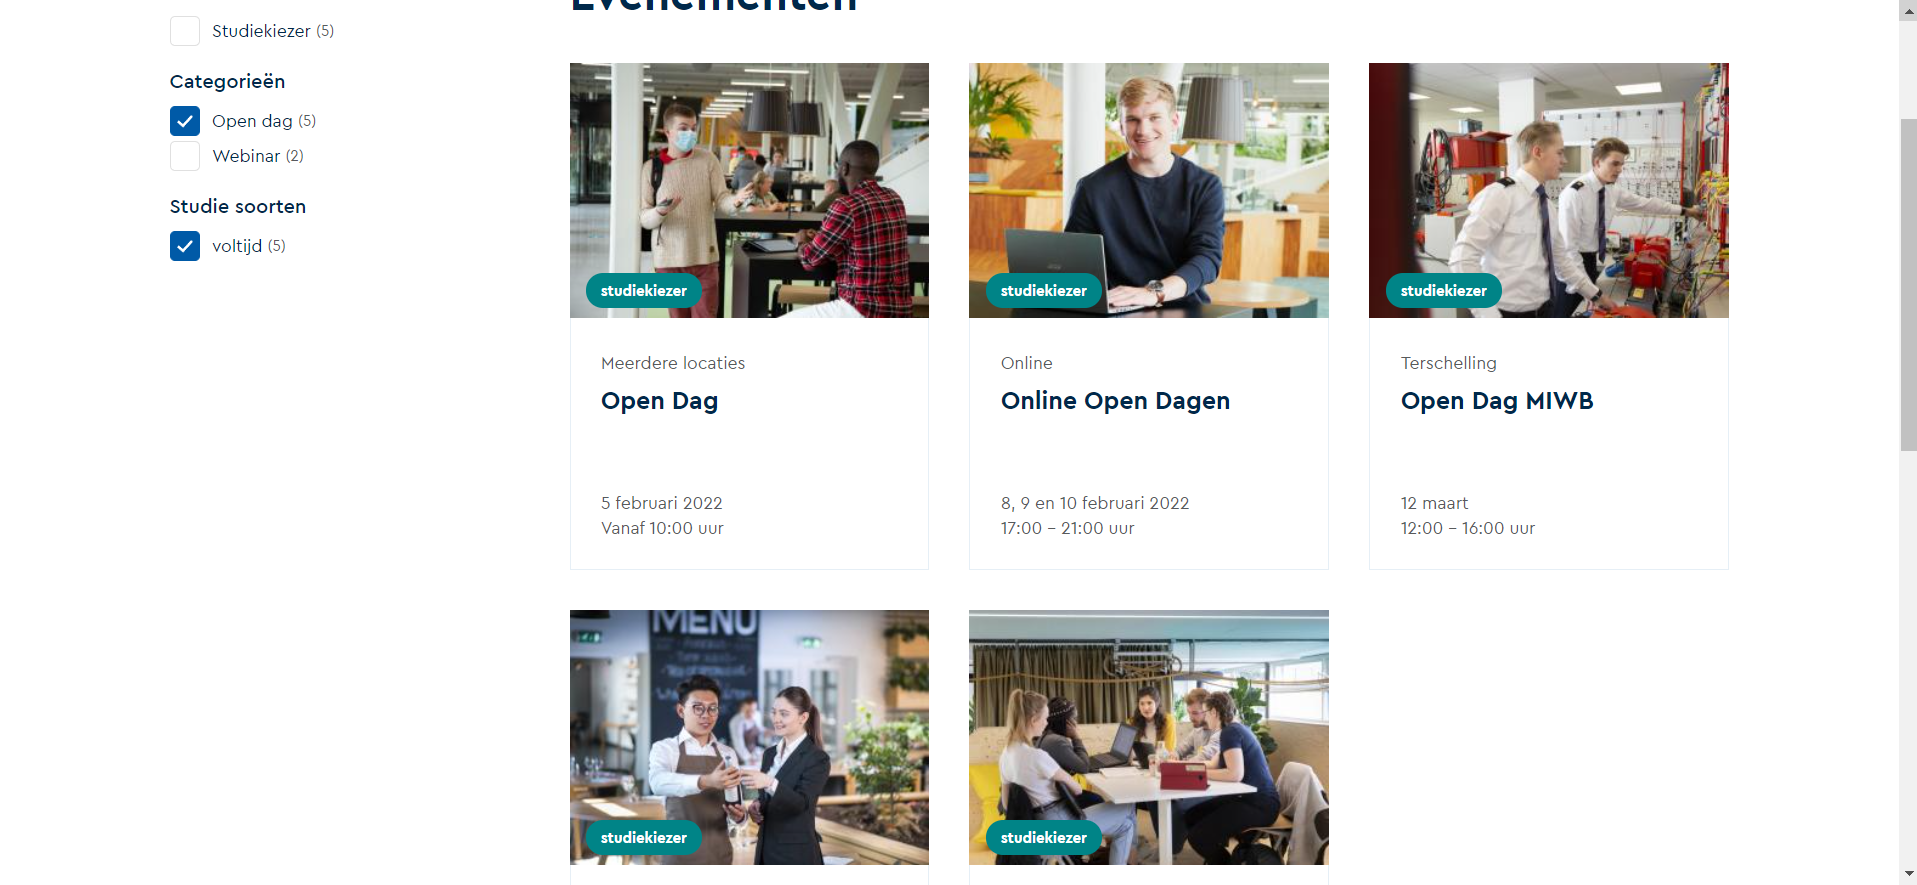 Evenementen
Studiekiezer (5)
Categorieën
Open dag (5)
Webinar (2)
Studie soorten
voltijd (5)
studiekiezer
Meerdere locaties
Open Dag
5 februari 2022
Vanaf 10:00 uur
studiekiezer
Online
Online Open Dagen
8, 9 en 10 februari 2022
17:00 – 21:00 uur
studiekiezer
Terschelling
Open Dag MIWB
12 maart
12:00 – 16:00 uur
MENU
studiekiezer
studiekiezer